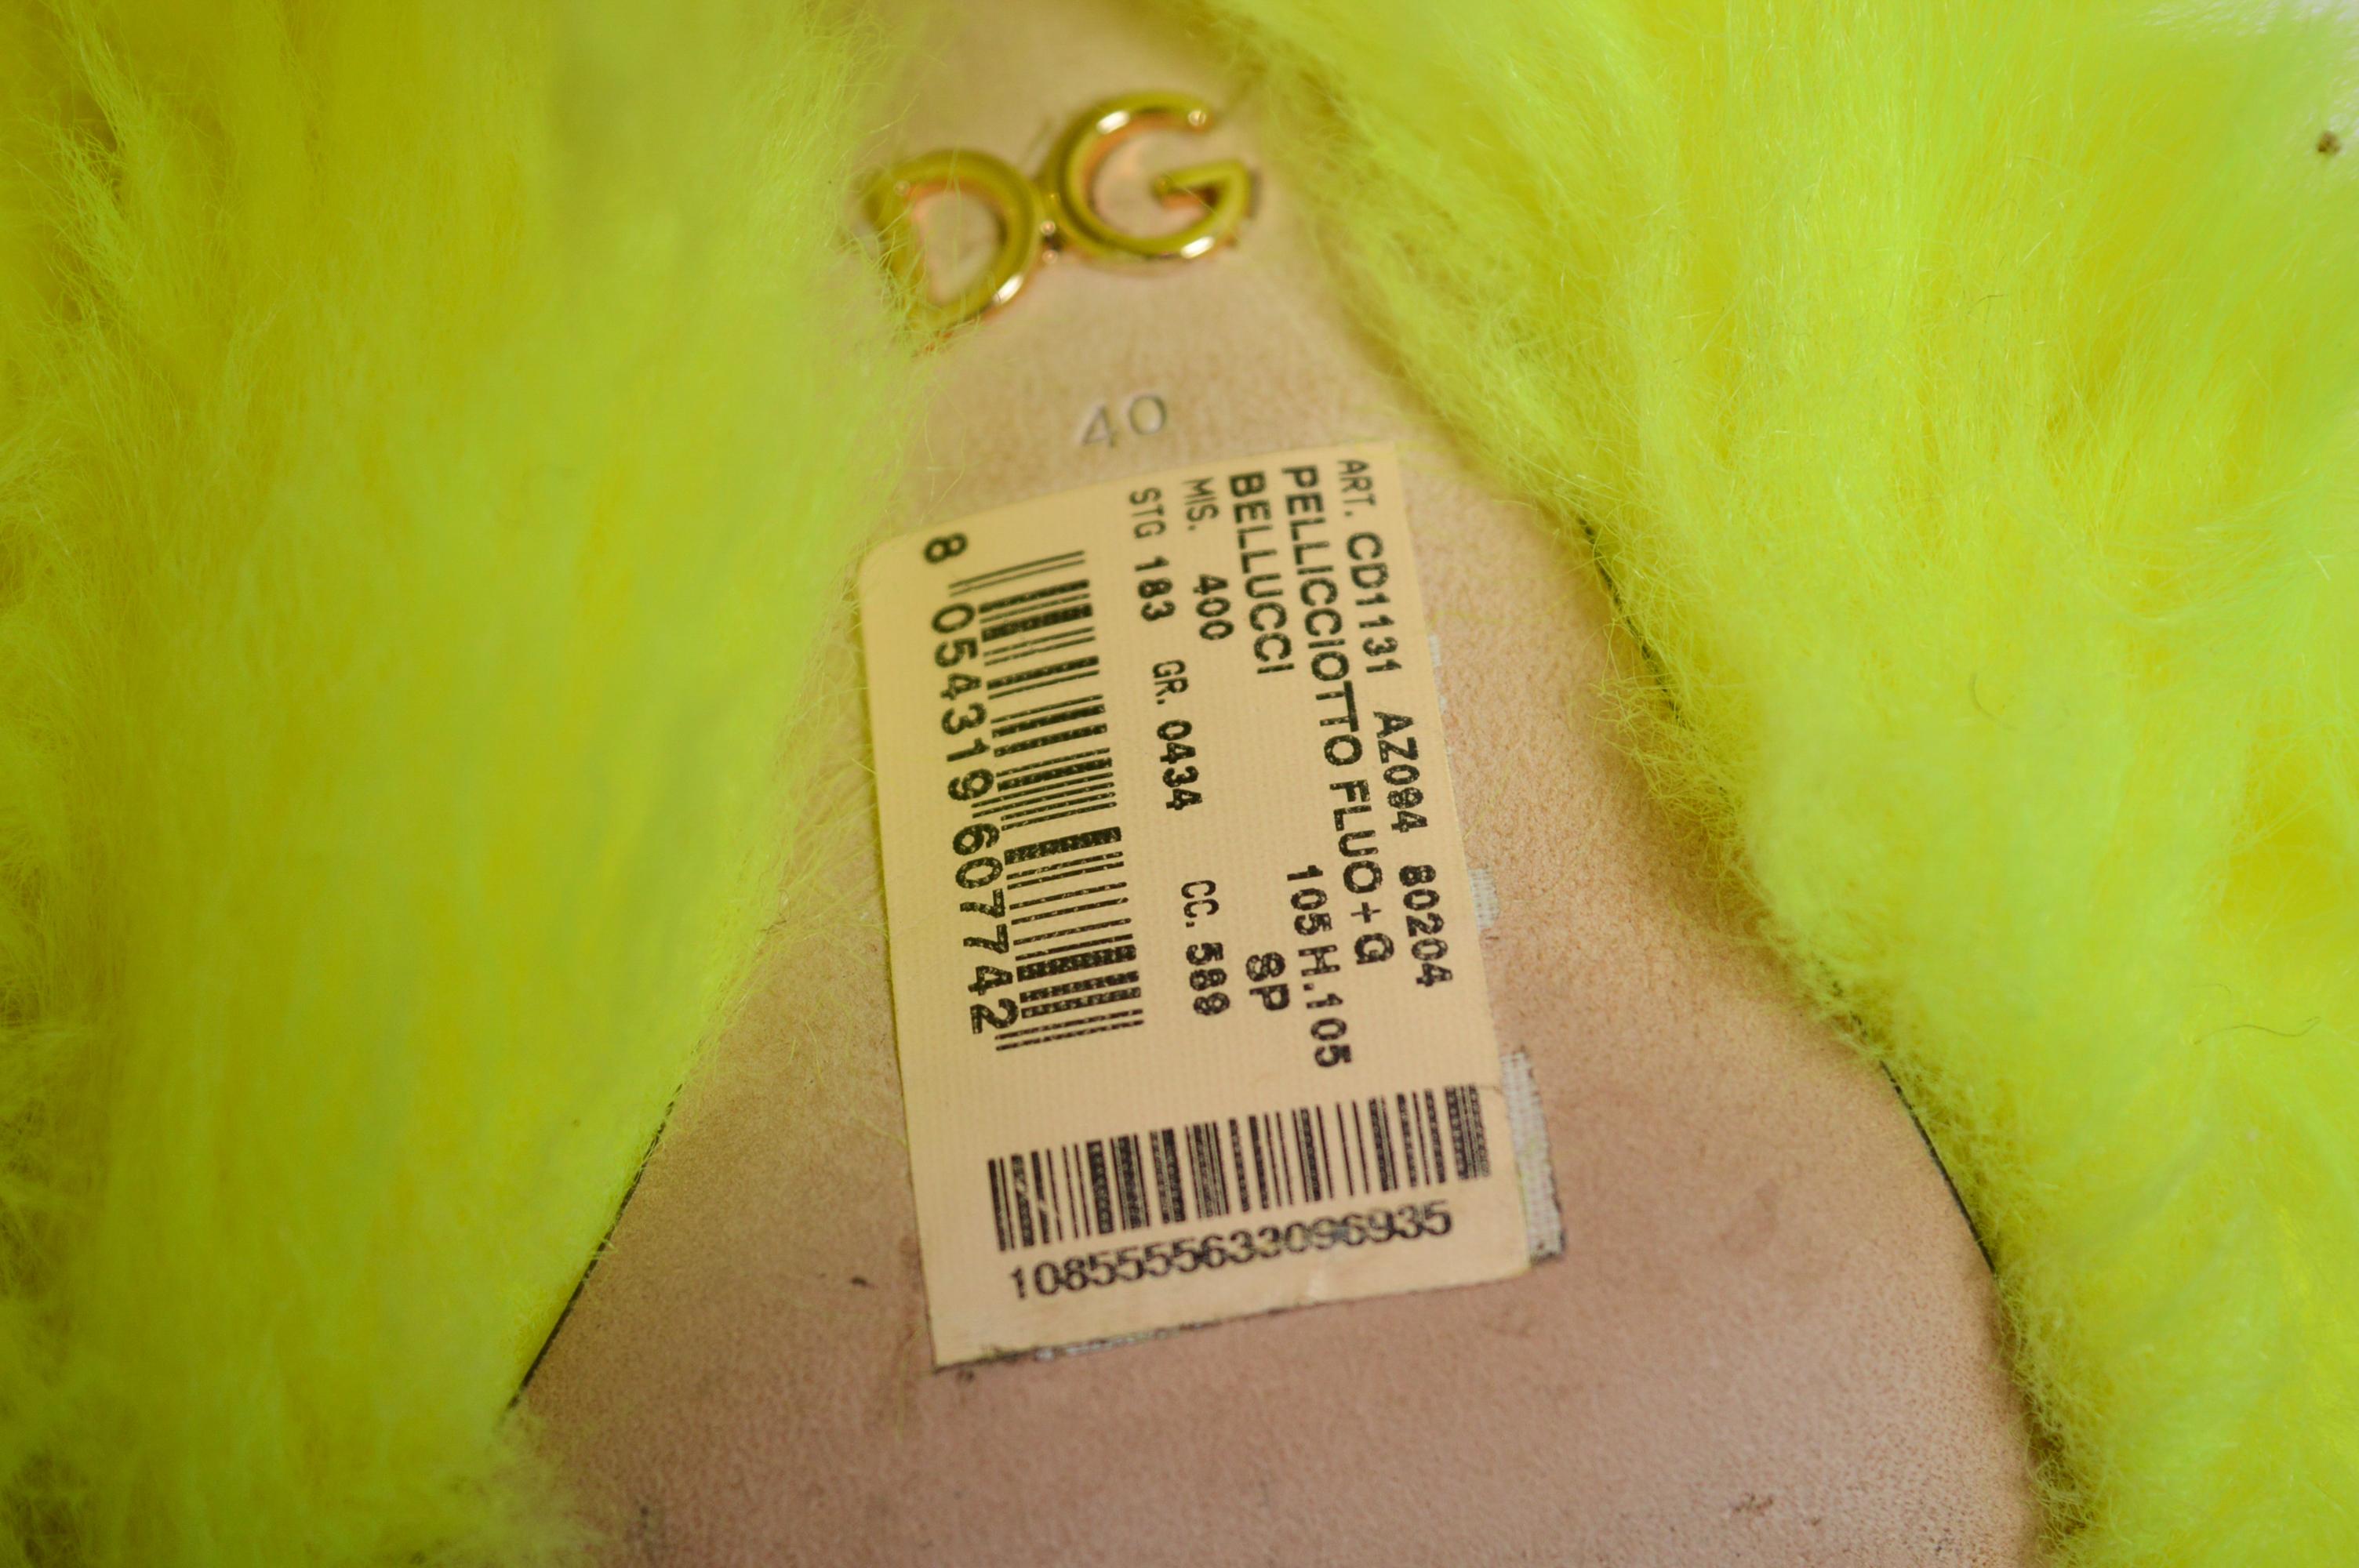 DG
40
ART. CD1131 AZ094 80204
PELLICCIOTTO FLUO+G
BELLUCCI 105 H.105
MIS. 400 SP
STG 183 GR. 0434 CC. 588
8 054319 607742
1085555633096935